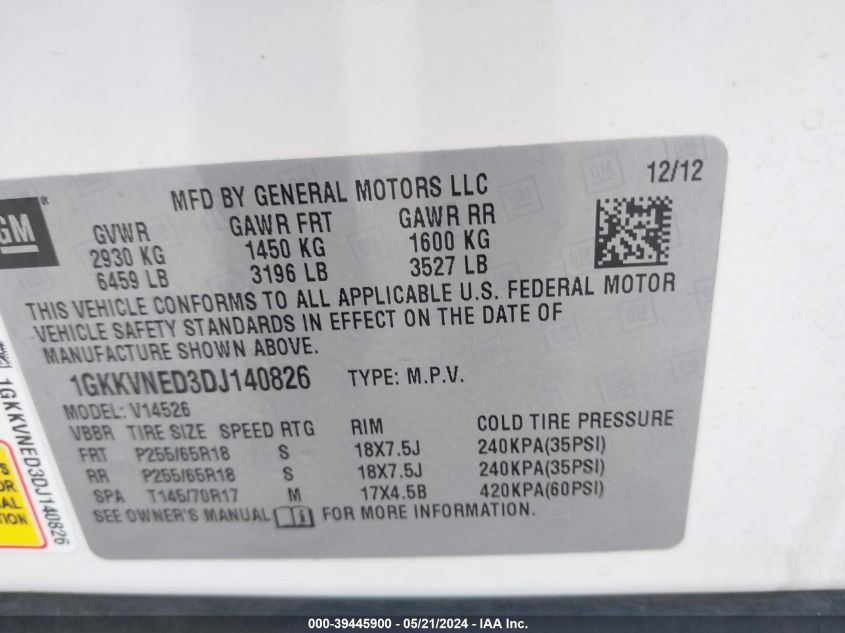 12/12
GM®
MFD BY GENERAL MOTORS LLC
GVWR GAWR FRT GAWR RR
2930 KG 1450 KG 1600 KG
6459 LB 3196 LB 3527 LB
THIS VEHICLE CONFORMS TO ALL APPLICABLE U.S. FEDERAL MOTOR
VEHICLE SAFETY STANDARDS IN EFFECT ON THE DATE OF
MANUFACTURE SHOWN ABOVE.
1GKKVNED3DJ140826 TYPE: M.P.V.
MODEL: V14526
VBBR TIRE SIZE SPEED RTG RIM COLD TIRE PRESSURE
FRT P255/65R18 S 18X7.5J 240KPA(35PSI)
RR P255/65R18 S 18X7.5J 240KPA(35PSI)
SPA T145/70R17 M 17X4.5B 420KPA(60PSI)
SEE OWNER'S MANUAL FOR MORE INFORMATION.
1GKKVNED3DJ140826
000-39445900 - 05/21/2024 - IAA Inc.